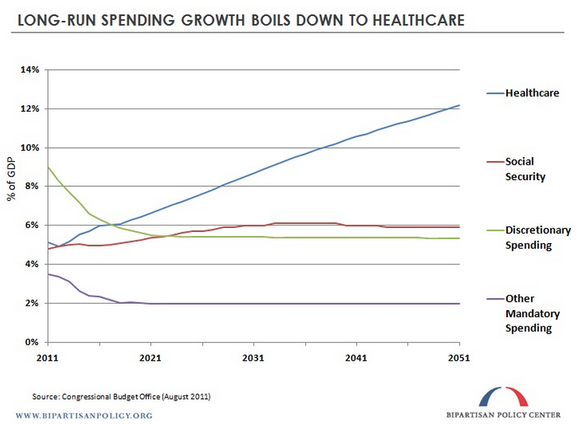 LONG-RUN SPENDING GROWTH BOILS DOWN TO HEALTHCARE
14%
12%
10%
8%
6%
4%
2%
0%
% of GDP
2011
2021
2031
2041
2051
Healthcare
Social
Security
Discretionary
Spending
Other
Mandatory
Spending
Source: Congressional Budget Office (August 2011)
WWW.BIPARTISANPOLICY.ORG
BIPARTISAN POLICY CENTER